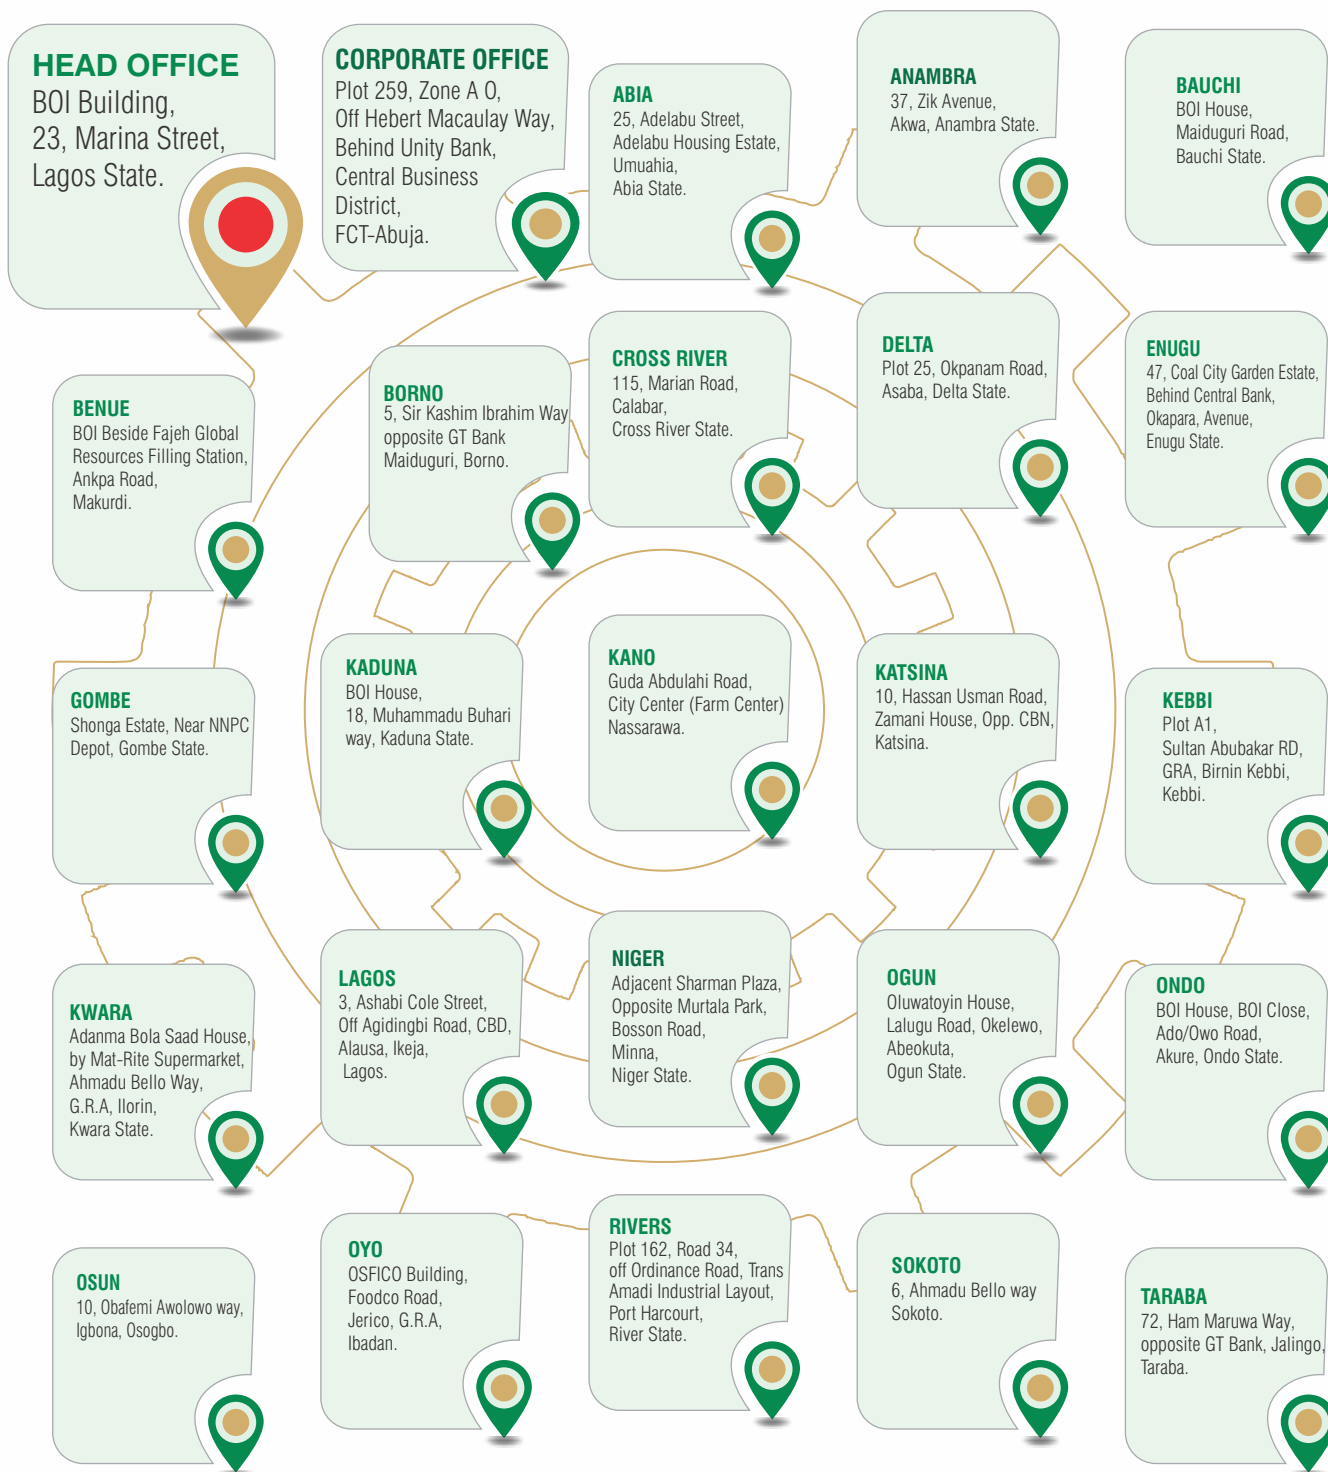 HEAD OFFICE
BOI Building,
23, Marina Street,
Lagos State.
CORPORATE OFFICE
Plot 259, Zone A O,
Off Hebert Macaulay Way,
Behind Unity Bank,
Central Business
District,
FCT-Abuja.
ABIA
25, Adelabu Street,
Adelabu Housing Estate,
Umuahia,
Abia State.
ANAMBRA
37, Zik Avenue,
Akwa, Anambra State.
BAUCHI
BOI House,
Maiduguri Road,
Bauchi State.
BENUE
BOI Beside Fajeh Global
Resources Filling Station,
Ankpa Road,
Makurdi.
BORNO
5, Sir Kashim Ibrahim Way
opposite GT Bank
Maiduguri, Borno.
CROSS RIVER
115, Marian Road,
Calabar,
Cross River State.
DELTA
Plot 25, Okpanam Road,
Asaba, Delta State.
ENUGU
47, Coal City Garden Estate,
Behind Central Bank,
Okapara, Avenue,
Enugu State.
GOMBE
Shonga Estate, Near NNPC
Depot, Gombe State.
KADUNA
BOI House,
18, Muhammadu Buhari
way, Kaduna State.
KANO
Guda Abdulahi Road,
City Center (Farm Center)
Nassarawa.
KATSINA
10, Hassan Usman Road,
Zamani House, Opp. CBN,
Katsina.
KEBBI
Plot A1,
Sultan Abubakar RD,
GRA, Birnin Kebbi,
Kebbi.
KWARA
Adanma Bola Saad House,
by Mat-Rite Supermarket,
Ahmadu Bello Way,
G.R.A, Ilorin,
Kwara State.
LAGOS
3, Ashabi Cole Street,
Off Agidingbi Road, CBD,
Alausa, Ikeja,
Lagos.
NIGER
Adjacent Sharman Plaza,
Opposite Murtala Park,
Bosson Road,
Minna,
Niger State.
OGUN
Oluwatoyin House,
Lalugu Road, Okelewo,
Abeokuta,
Ogun State.
ONDO
BOI House, BOI Close,
Ado/Owo Road,
Akure, Ondo State.
OSUN
10, Obafemi Awolowo way,
Igbona, Osogbo.
OYO
OSFICO Building,
Foodco Road,
Jerico, G.R.A,
Ibadan.
RIVERS
Plot 162, Road 34,
off Ordinance Road, Trans
Amadi Industrial Layout,
Port Harcourt,
River State.
SOKOTO
6, Ahmadu Bello way
Sokoto.
TARABA
72, Ham Maruwa Way,
opposite GT Bank, Jalingo,
Taraba.